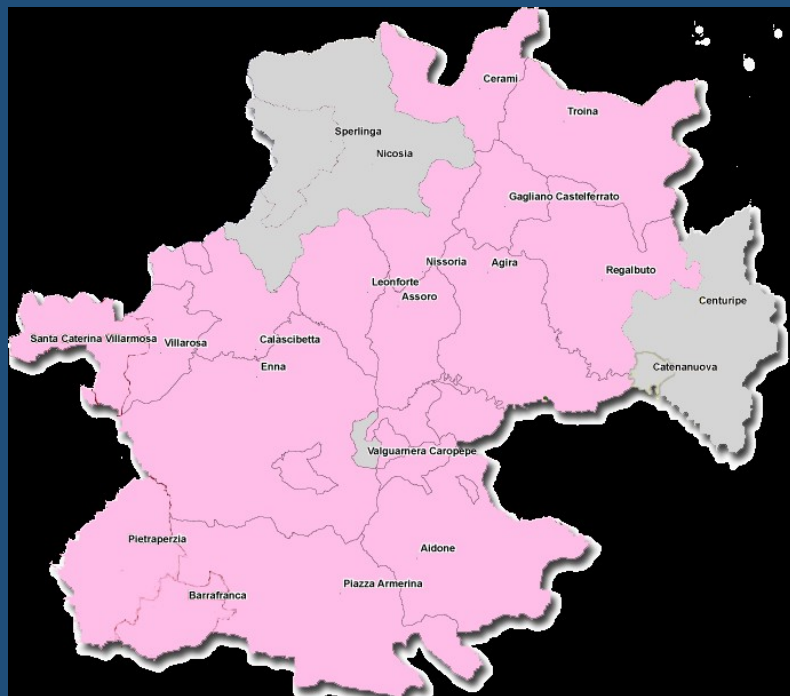 Cerami
Troina
Sperlinga
Nicosia
Gagliano Castelferrato
Nissoria
Agira
Regalbuto
Leonforte
Assoro
Centuripe
Santa Caterina Villarmosa
Villarosa
Calascibetta
Enna
Catenanuova
Valguarnera Caropepe
Pietraperzia
Aidone
Piazza Armerina
Barrafranca